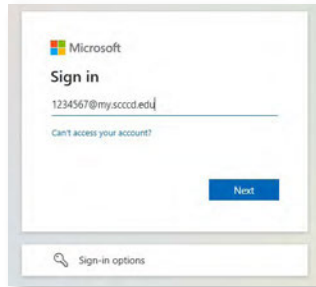 Microsoft
Sign in
1234567@my.scccd.edu
Can't access your account?
Next
Sign-in options